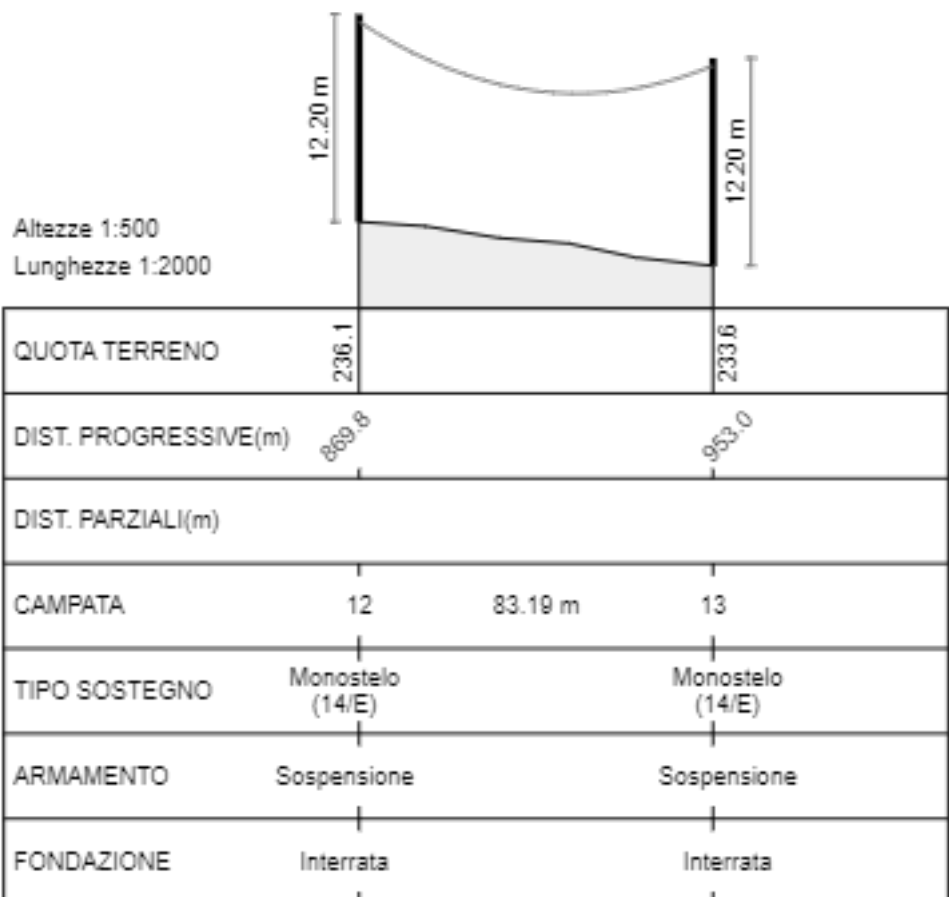 12.20 m
12.20 m
Altezze 1:500
Lunghezze 1:2000
QUOTA TERRENO
236.1
233.6
DIST. PROGRESSIVE(m)
869.8
953.0
DIST. PARZIALI(m)
CAMPATA
12
83.19 m
13
TIPO SOSTEGNO
Monostelo
(14/E)
Monostelo
(14/E)
ARMAMENTO
Sospensione
Sospensione
FONDAZIONE
Interrata
Interrata